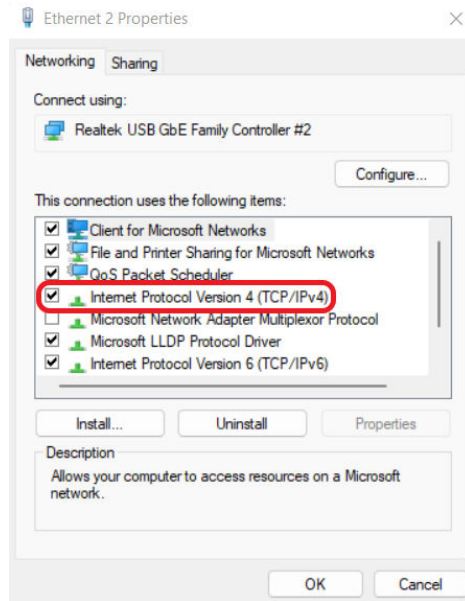 Ethernet 2 Properties
Networking Sharing
Connect using:
Realtek USB GbE Family Controller #2
Configure...
This connection uses the following items:
Client for Microsoft Networks
File and Printer Sharing for Microsoft Networks
QoS Packet Scheduler
Internet Protocol Version 4 (TCP/IPv4)
Microsoft Network Adapter Multiplexor Protocol
Microsoft LLDP Protocol Driver
Internet Protocol Version 6 (TCP/IPv6)
Install... Uninstall Properties
Description
Allows your computer to access resources on a Microsoft
network.
OK Cancel